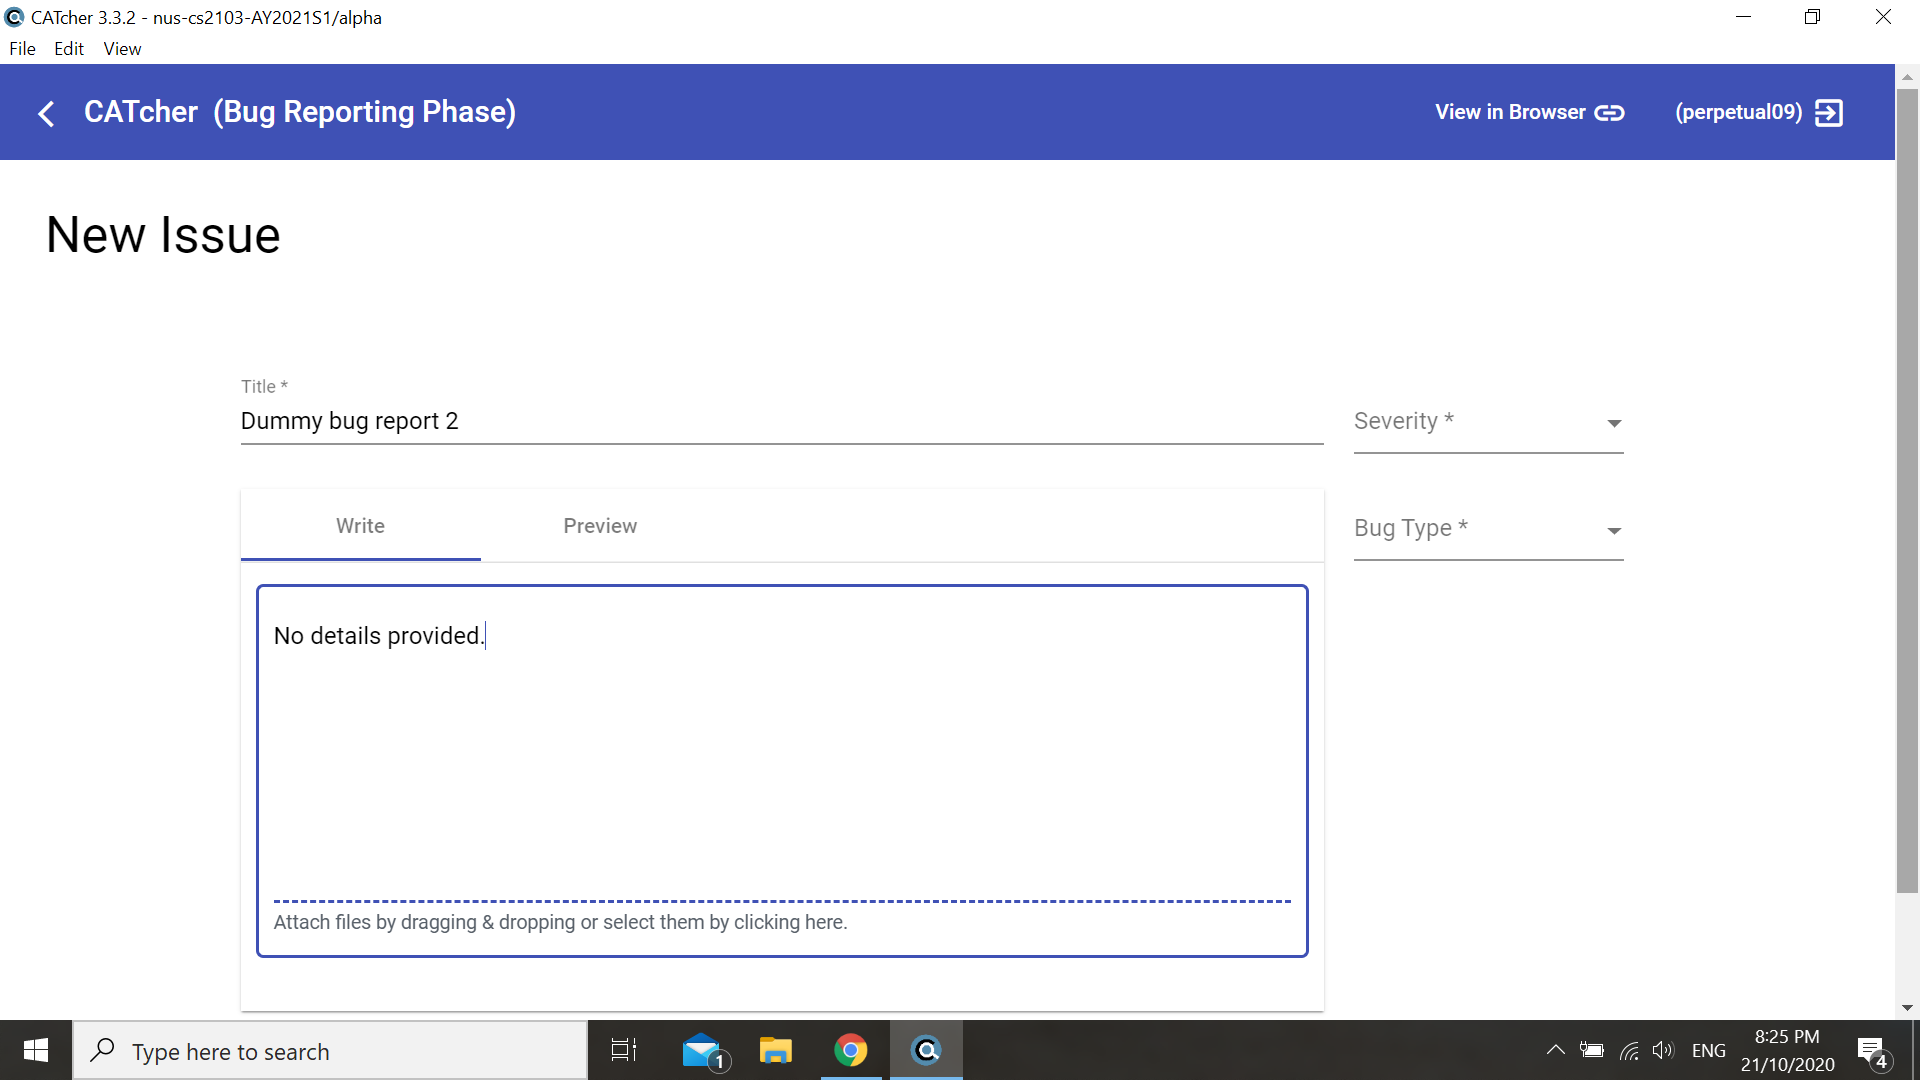 CATcher 3.3.2 - nus-cs2103-AY2021S1/alpha
File Edit View
CATcher (Bug Reporting Phase)
View in Browser
(perpetual09)
New Issue
Title *
Dummy bug report 2
Severity *
Write
Preview
Bug Type *
No details provided.
Attach files by dragging & dropping or select them by clicking here.
Type here to search
1
ENG
8:25 PM
21/10/2020
4